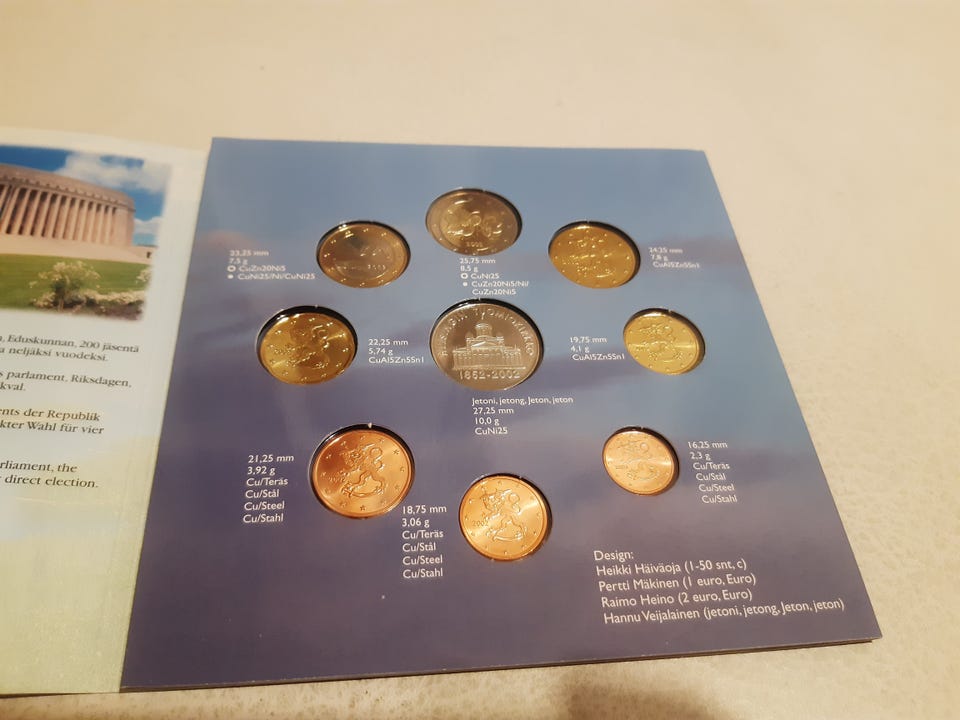 , Eduskunnan, 200 jäsentä
neljäksi vuodeksi.
parlament, Riksdagen,
kval.
ents der Republik
kter Wahl für vier
arliament, the
direct election.
23,25 mm
7,5 g
CuZn20Ni5
CuNi25/Ni/CuNi25
2002
25,75 mm
8,5 g
CuNi25
CuZn20Ni5/Ni/
CuZn20Ni5
24,25 mm
7,8 g
CuAl5Zn5Sn1
22,25 mm
5,74 g
CuAl5Zn5Sn1
HELSINGIN TUOMIOKIRKKO
1852-2002
Jetoni, jetong, Jeton, jeton
27,25 mm
10,0 g
CuNi25
19,75 mm
4,1 g
CuAl5Zn5Sn1
21,25 mm
3,92 g
Cu/Teräs
Cu/Stål
Cu/Steel
Cu/Stahl
18,75 mm
3,06 g
Cu/Teräs
Cu/Stål
Cu/Steel
Cu/Stahl
16,25 mm
2,3 g
Cu/Teräs
Cu/Stål
Cu/Steel
Cu/Stahl
Design:
Heikki Häiväoja (1-50 snt, c)
Pertti Mäkinen (1 euro, Euro)
Raimo Heino (2 euro, Euro)
Hannu Veijalainen (jetoni, jetong, Jeton, jeton)